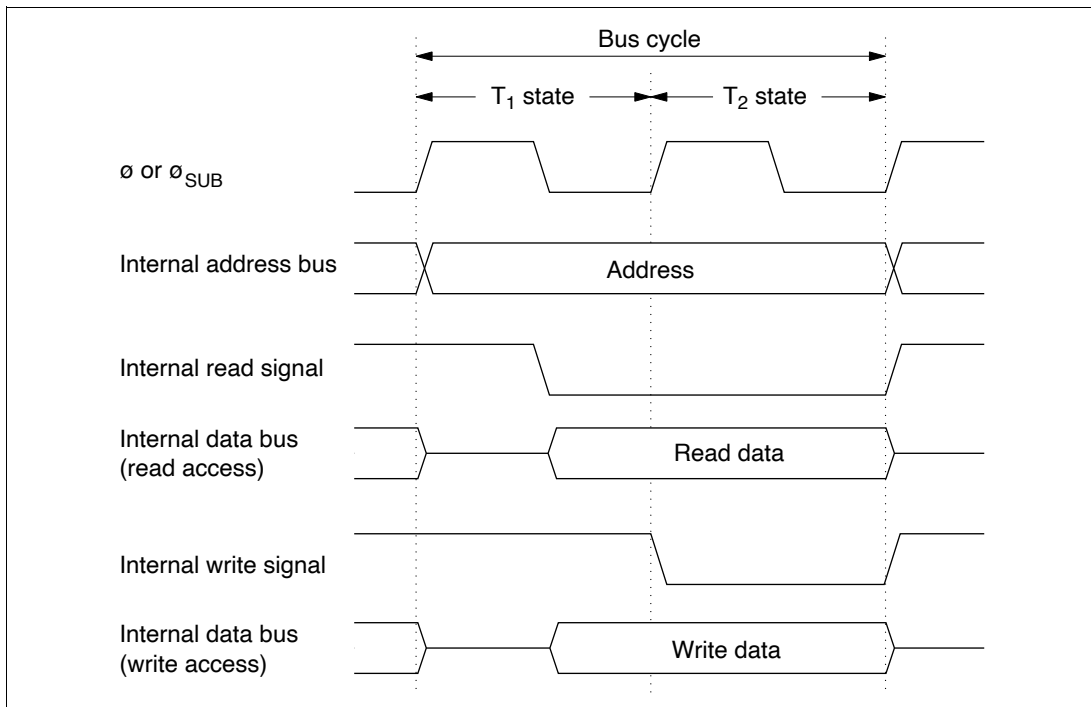 Bus cycle
T₁ state
T₂ state
ø or ø_SUB
Internal address bus
Address
Internal read signal
Internal data bus
(read access)
Read data
Internal write signal
Internal data bus
(write access)
Write data